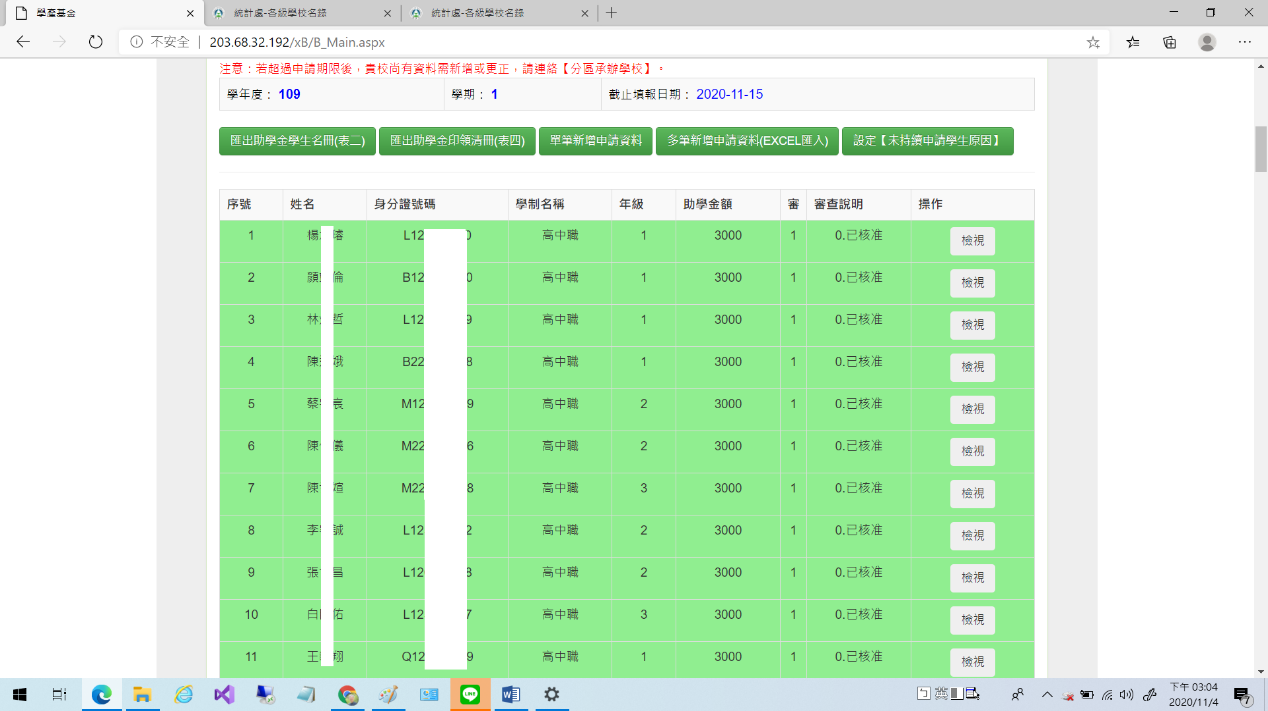 學產基金
統計處-各級學校名錄
統計處-各級學校名錄
不安全 | 203.68.32.192/xB/B_Main.aspx
注意：若超過申請期限後，貴校尚有資料需新增或更正，請連絡【分區承辦學校】。
學年度： 109 學期： 1 截止填報日期： 2020-11-15
匯出助學金學生名冊(表二) 匯出助學金印領清冊(表四) 單筆新增申請資料 多筆新增申請資料(EXCEL匯入) 設定【未持續申請學生原因】
序號 姓名 身分證號碼 學制名稱 年級 助學金額 審 審查說明 操作
1 楊 L12 0 高中職 1 3000 1 0.已核准 檢視
2 顏 倫 B12 0 高中職 1 3000 1 0.已核准 檢視
3 林 哲 L12 9 高中職 1 3000 1 0.已核准 檢視
4 陳 娥 B22 8 高中職 1 3000 1 0.已核准 檢視
5 蔡 宸 M12 9 高中職 2 3000 1 0.已核准 檢視
6 陳 儀 M22 6 高中職 2 3000 1 0.已核准 檢視
7 陳 M22 8 高中職 3 3000 1 0.已核准 檢視
8 李 誠 L12 2 高中職 2 3000 1 0.已核准 檢視
9 張 昌 L12 8 高中職 2 3000 1 0.已核准 檢視
10 白 佑 L12 7 高中職 3 3000 1 0.已核准 檢視
11 王 翔 Q12 9 高中職 1 3000 1 0.已核准 檢視
下午 03:04
2020/11/4